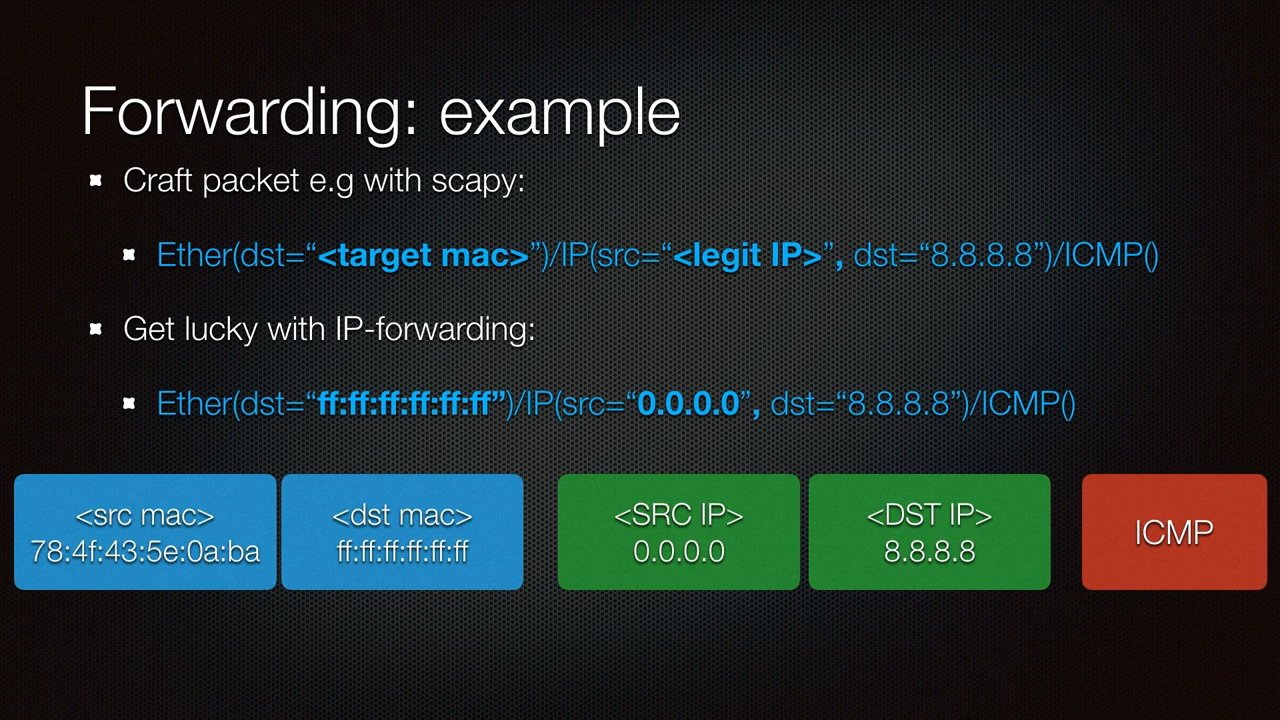 Forwarding: example
Craft packet e.g with scapy:
Ether(dst=“<target mac>”)/IP(src=“<legit IP>”, dst=“8.8.8.8”)/ICMP()
Get lucky with IP-forwarding:
Ether(dst=“ff:ff:ff:ff:ff:ff”)/IP(src=“0.0.0.0”, dst=“8.8.8.8”)/ICMP()
<src mac>
78:4f:43:5e:0a:ba
<dst mac>
ff:ff:ff:ff:ff:ff
<SRC IP>
0.0.0.0
<DST IP>
8.8.8.8
ICMP